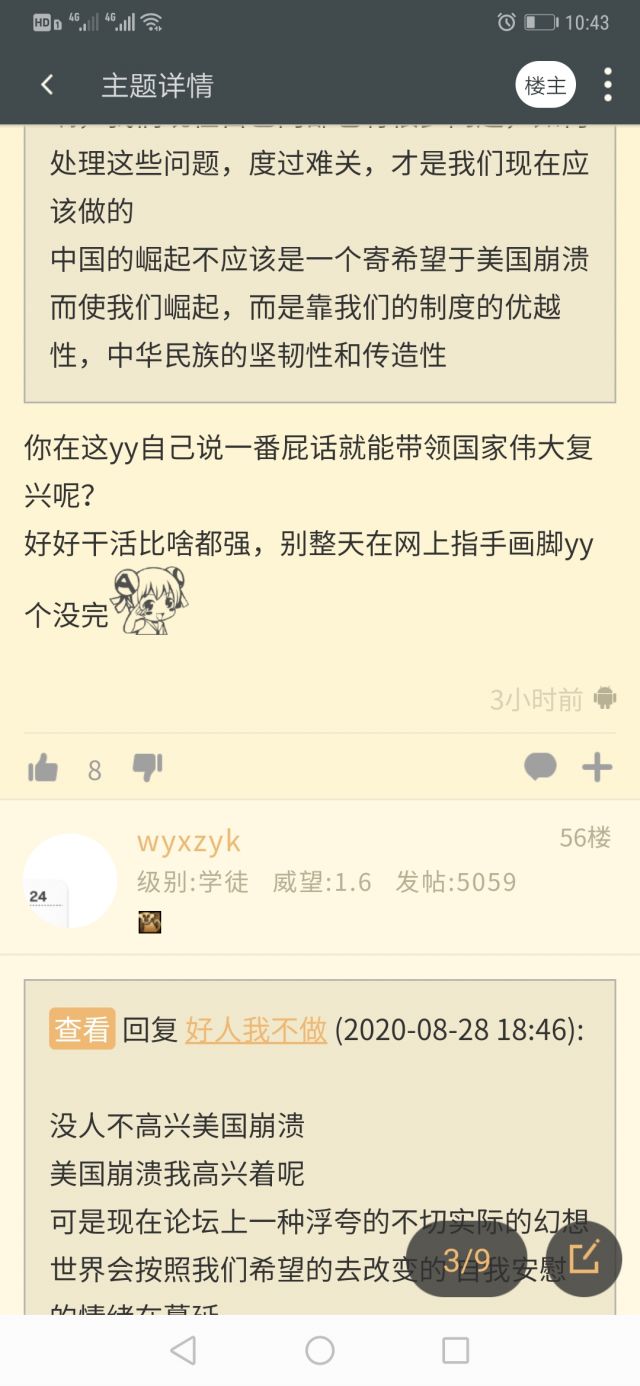 HD 4G 4G 10:43
主题详情 楼主
处理这些问题，度过难关，才是我们现在应
该做的
中国的崛起不应该是一个寄希望于美国崩溃
而使我们崛起，而是靠我们的制度的优越
性，中华民族的坚韧性和传造性
你在这yy自己说一番屁话就能带领国家伟大复
兴呢？
好好干活比啥都强，别整天在网上指手画脚yy
个没完
3小时前
8
wyxzyk 56楼
级别:学徒 威望:1.6 发帖:5059
24
查看 回复 好人我不做 (2020-08-28 18:46):
没人不高兴美国崩溃
美国崩溃我高兴着呢
可是现在论坛上一种浮夸的不切实际的幻想
世界会按照我们希望的去改变的 自我安慰
3/9
的情绪在蔓延